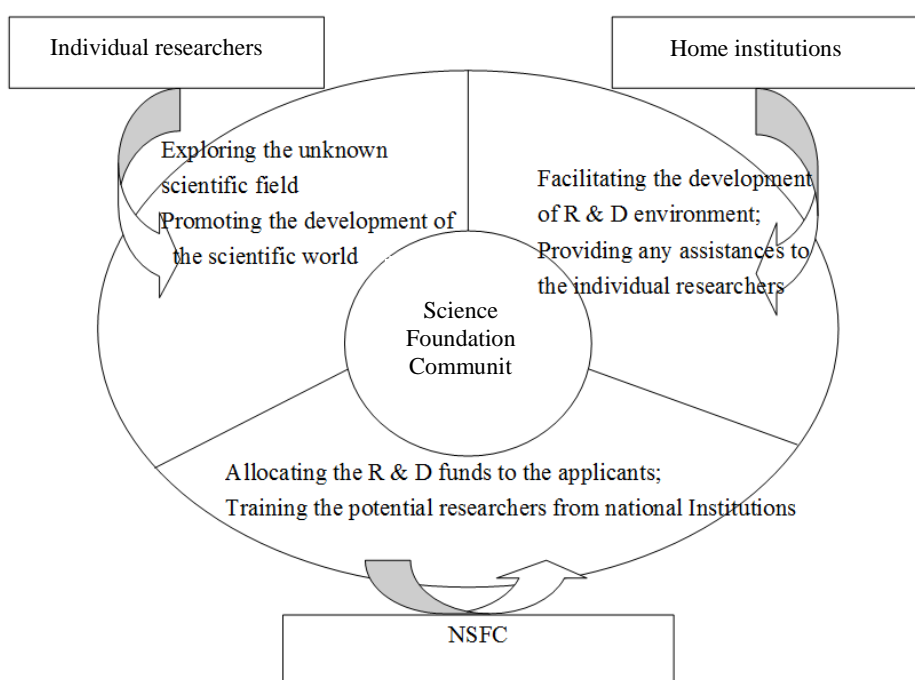 Individual researchers
Home institutions
Exploring the unknown
scientific field
Promoting the development of
the scientific world
Facilitating the development
of R & D environment;
Providing any assistances to
the individual researchers
Science
Foundation
Communit
Allocating the R & D funds to the applicants;
Training the potential researchers from national Institutions
NSFC